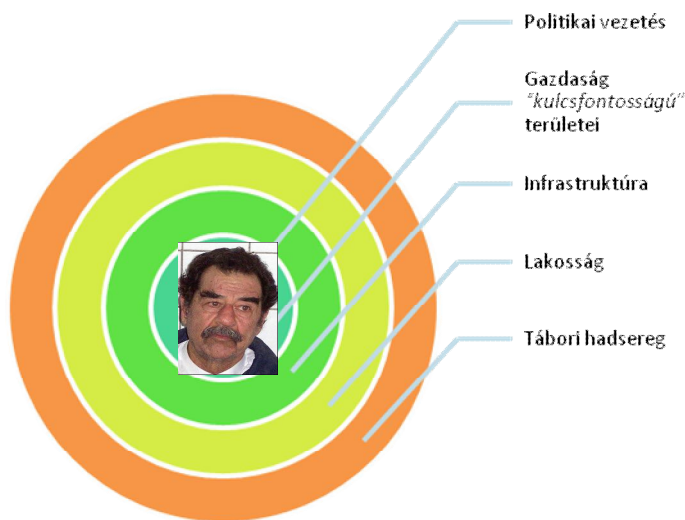 Politikai vezetés
Gazdaság
"kulcsfontosságú"
területei
Infrastruktúra
Lakosság
Tábori hadsereg